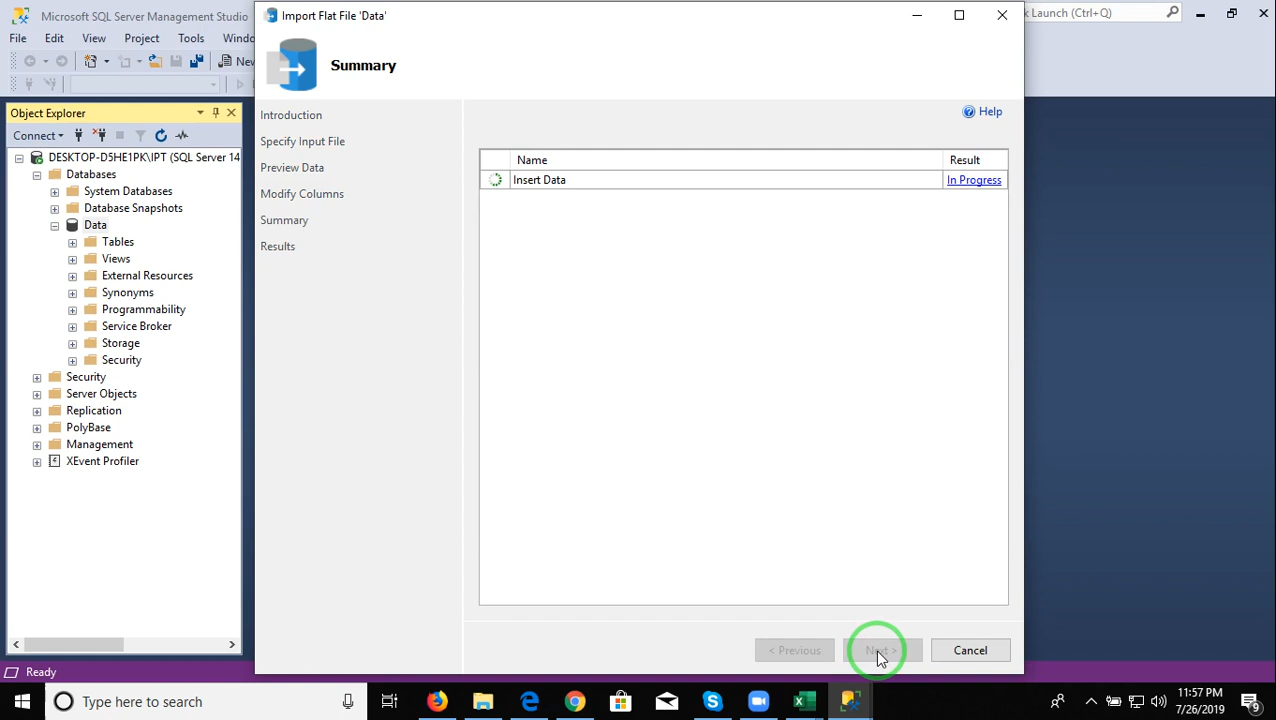 Microsoft SQL Server Management Studio
Import Flat File 'Data'
k Launch (Ctrl+Q)
File Edit View Project Tools Windo
Summary
New
Object Explorer
Connect
DESKTOP-D5HE1PK\IPT (SQL Server 14
Databases
System Databases
Database Snapshots
Data
Tables
Views
External Resources
Synonyms
Programmability
Service Broker
Storage
Security
Security
Server Objects
Replication
PolyBase
Management
XEvent Profiler
Introduction
Specify Input File
Preview Data
Modify Columns
Summary
Results
Help
Name Result
Insert Data In Progress
< Previous Next > Cancel
Ready
Type here to search
11:57 PM
7/26/2019
9